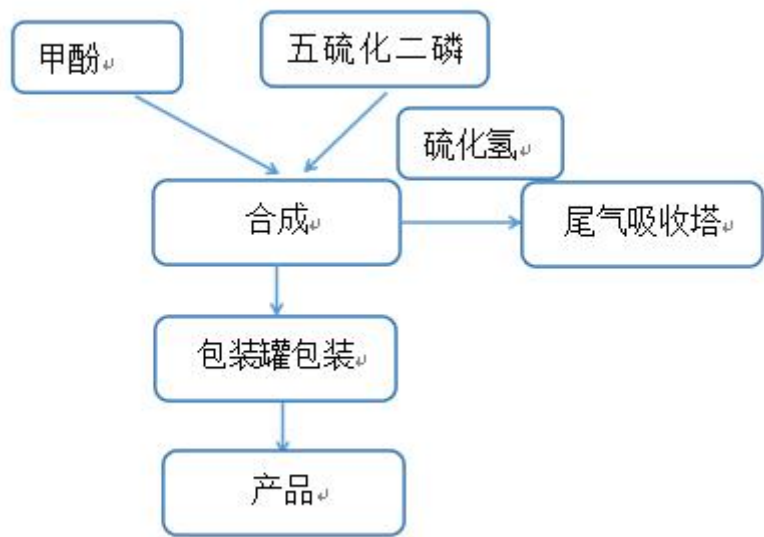 甲酚
五硫化二磷
硫化氢
合成
尾气吸收塔
包装罐包装
产品